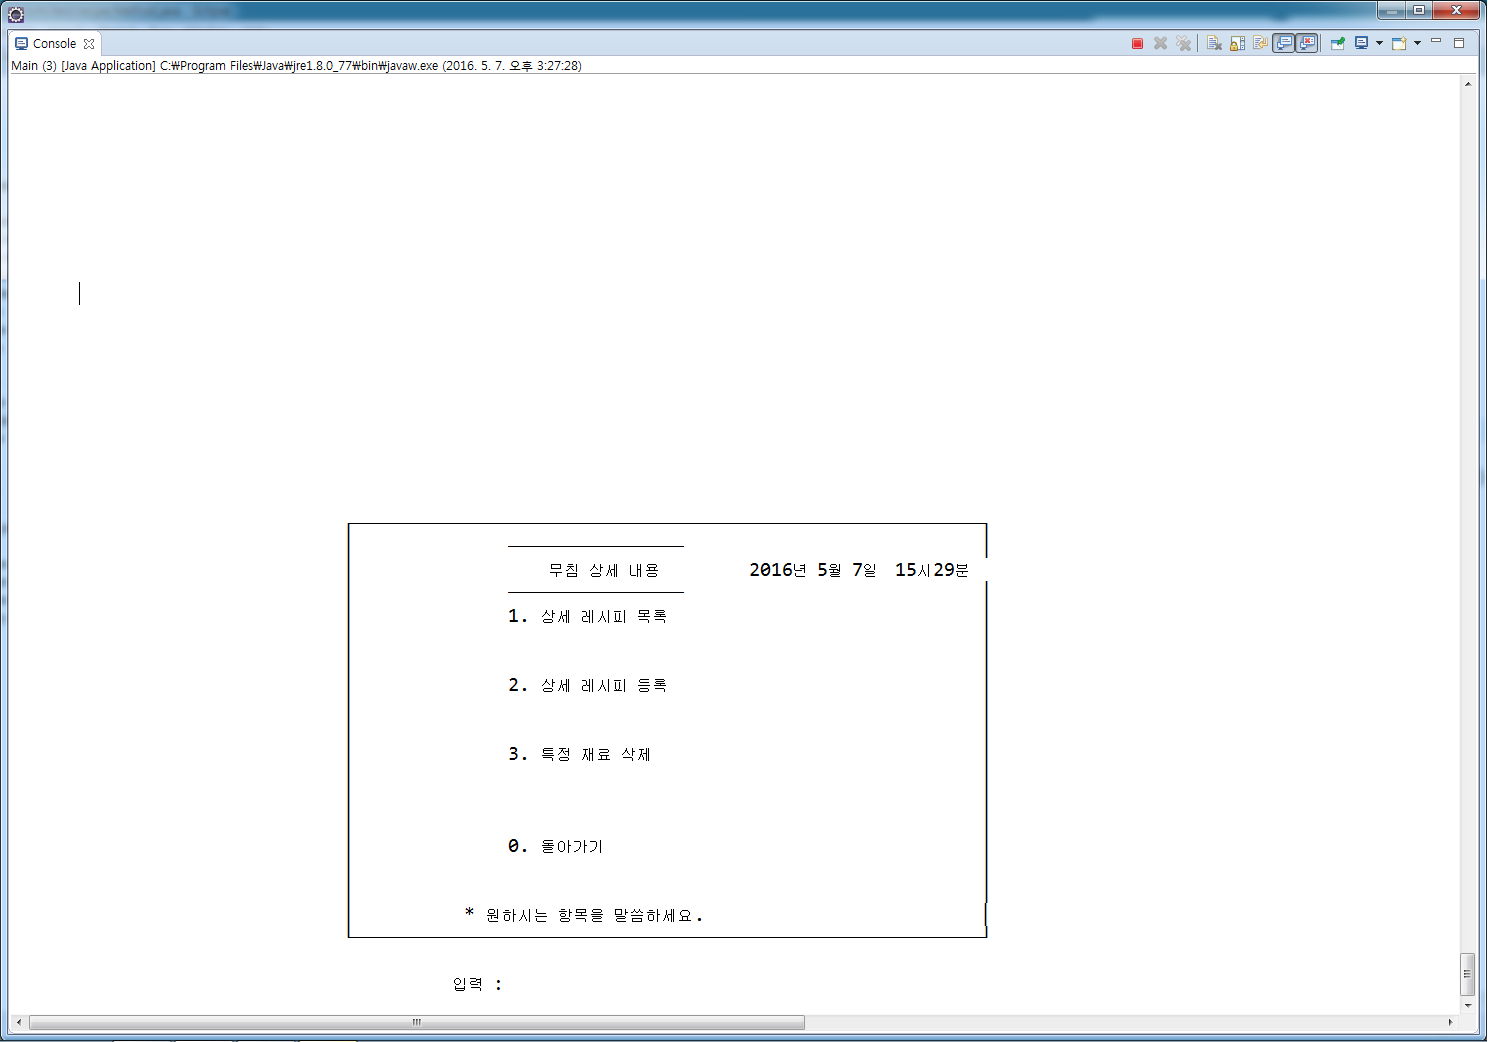 Console
Main (3) [Java Application] C:₩Program Files₩Java₩jre1.8.0_77₩bin₩javaw.exe (2016. 5. 7. 오후 3:27:28)
무침 상세 내용 2016년 5월 7일 15시29분
1. 상세 레시피 목록
2. 상세 레시피 등록
3. 특정 재료 삭제
0. 돌아가기
* 원하시는 항목을 말씀하세요.
입력 :